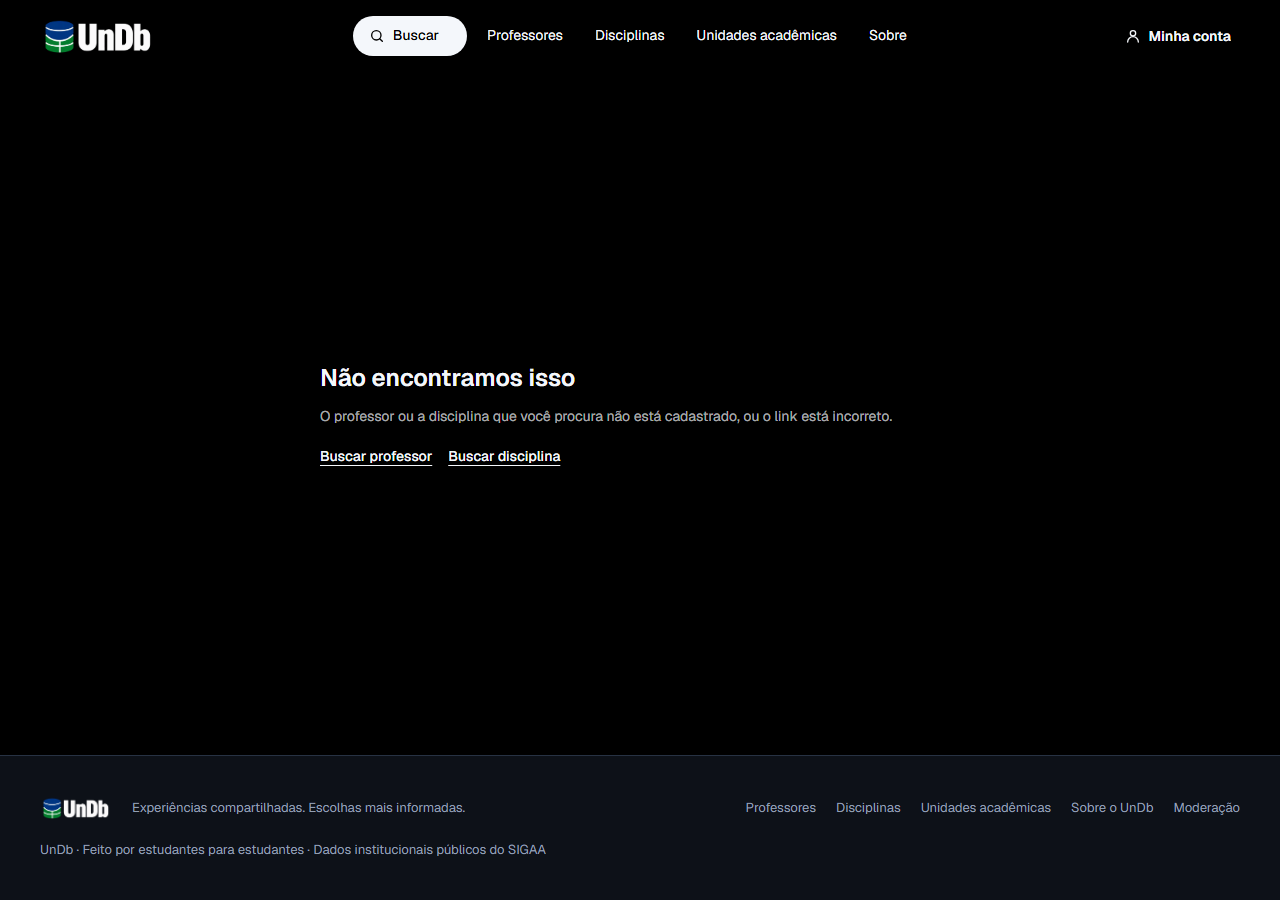 UnDb
Buscar
Professores
Disciplinas
Unidades acadêmicas
Sobre
Minha conta
Não encontramos isso
O professor ou a disciplina que você procura não está cadastrado, ou o link está incorreto.
Buscar professor
Buscar disciplina
UnDb
Experiências compartilhadas. Escolhas mais informadas.
Professores
Disciplinas
Unidades acadêmicas
Sobre o UnDb
Moderação
UnDb · Feito por estudantes para estudantes · Dados institucionais públicos do SIGAA